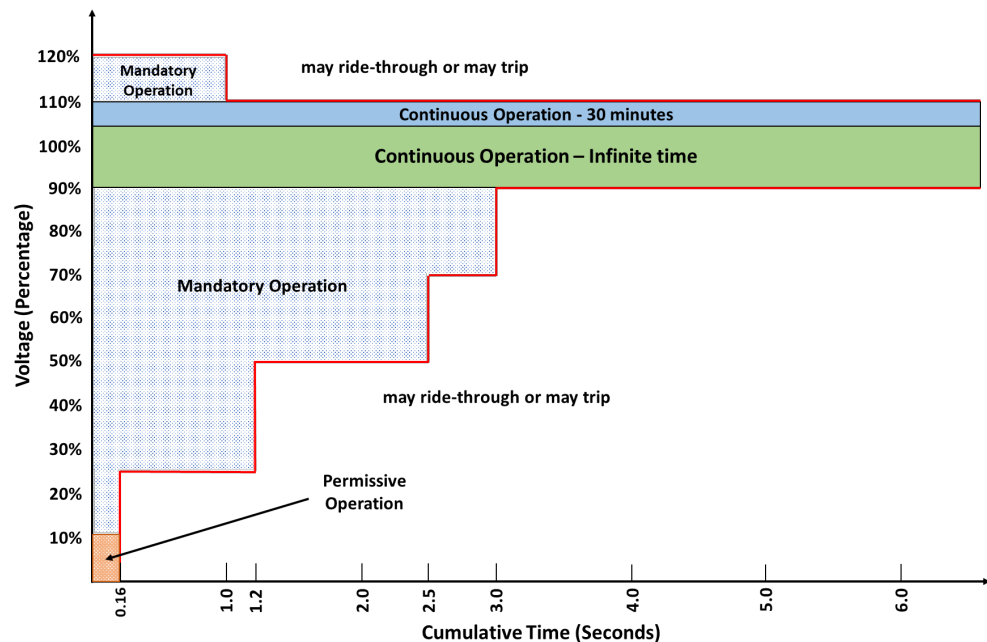 120%
Mandatory
Operation
may ride-through or may trip
110%
Continuous Operation - 30 minutes
100%
Continuous Operation – Infinite time
90%
80%
70%
Mandatory Operation
60%
50%
40%
may ride-through or may trip
30%
Permissive
Operation
20%
10%
Voltage (Percentage)
0.16
1.0
1.2
2.0
2.5
3.0
4.0
5.0
6.0
Cumulative Time (Seconds)